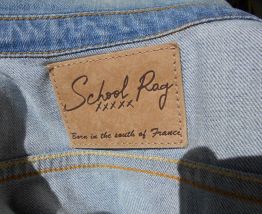 School Rag
xxxxx
Born in the south of France